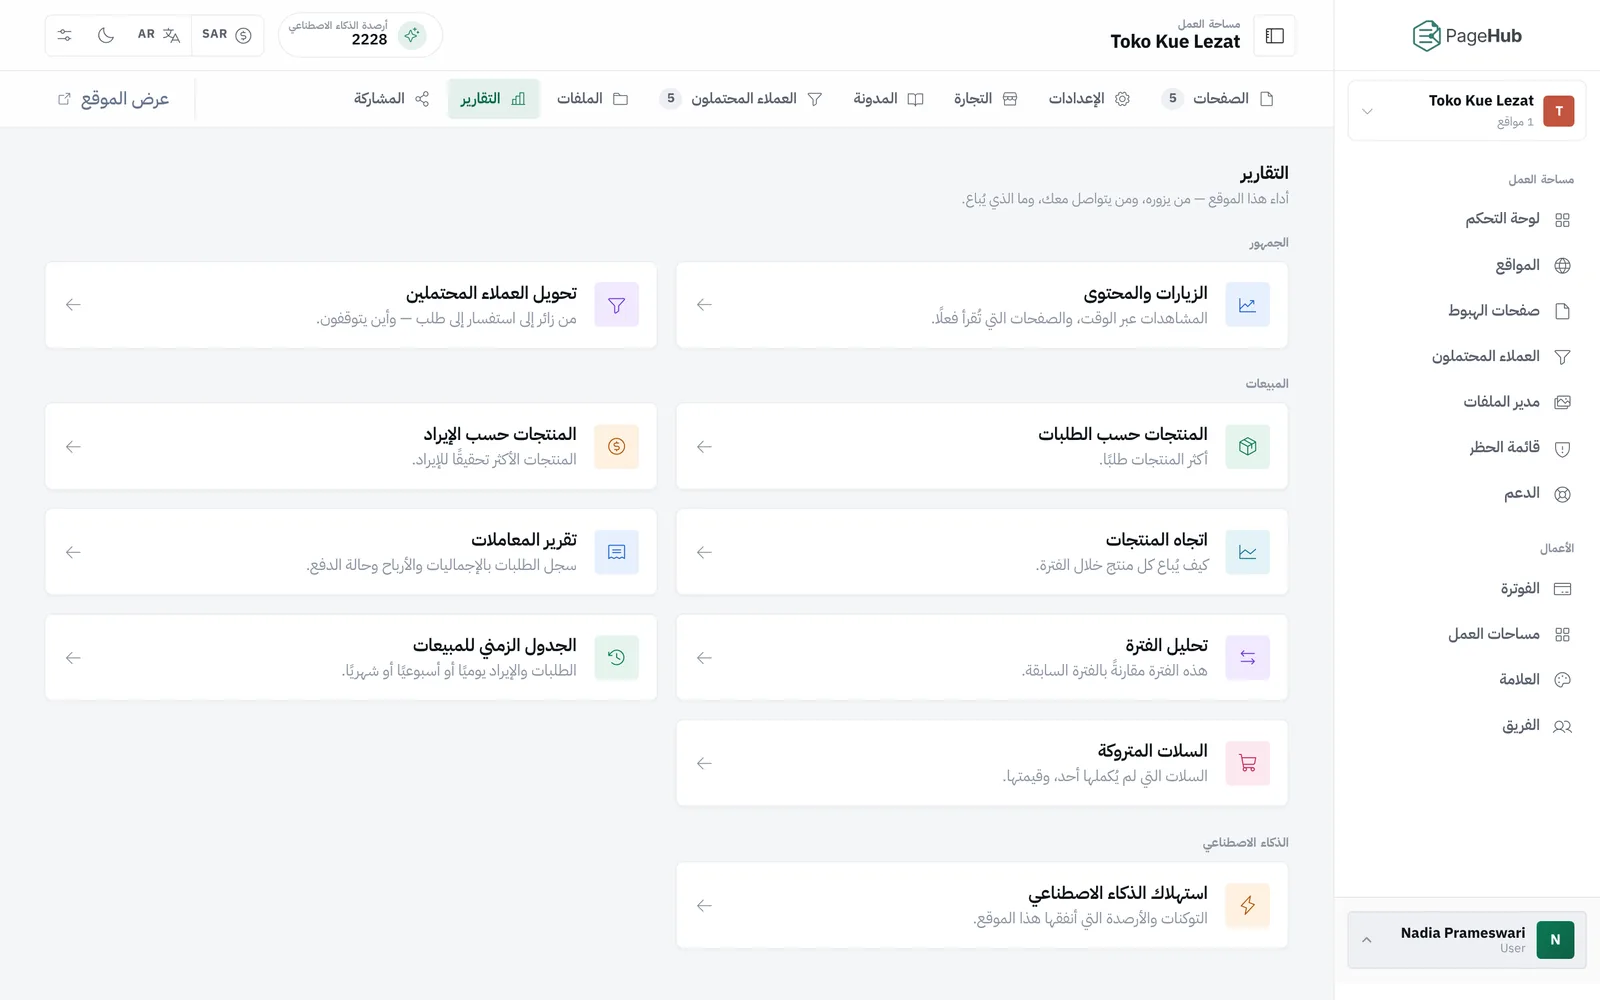 PageHub
Toko Kue Lezat
T
1 مواقع
مساحة العمل
لوحة التحكم
المواقع
صفحات الهبوط
العملاء المحتملون
مدير الملفات
قائمة الحظر
الدعم
الأعمال
الفوترة
مساحات العمل
العلامة
الفريق
Nadia Prameswari
N
User
مساحة العمل
Toko Kue Lezat
أرصدة الذكاء الاصطناعي
2228
SAR
AR
الصفحات 5
الإعدادات
التجارة
المدونة
العملاء المحتملون 5
الملفات
التقارير
المشاركة
عرض الموقع
التقارير
أداء هذا الموقع — من يزوره، ومن يتواصل معك، وما الذي يُباع.
الجمهور
الزيارات والمحتوى
المشاهدات عبر الوقت، والصفحات التي تُقرأ فعلًا.
تحويل العملاء المحتملين
من زائر إلى استفسار إلى طلب — وأين يتوقفون.
المبيعات
المنتجات حسب الطلبات
أكثر المنتجات طلبًا.
المنتجات حسب الإيراد
المنتجات الأكثر تحقيقًا للإيراد.
اتجاه المنتجات
كيف يُباع كل منتج خلال الفترة.
تقرير المعاملات
سجل الطلبات بالإجماليات والأرباح وحالة الدفع.
تحليل الفترة
هذه الفترة مقارنةً بالفترة السابقة.
الجدول الزمني للمبيعات
الطلبات والإيراد يوميًا أو أسبوعيًا أو شهريًا.
السلات المتروكة
السلات التي لم يُكملها أحد، وقيمتها.
الذكاء الاصطناعي
استهلاك الذكاء الاصطناعي
التوكنات والأرصدة التي أنفقها هذا الموقع.